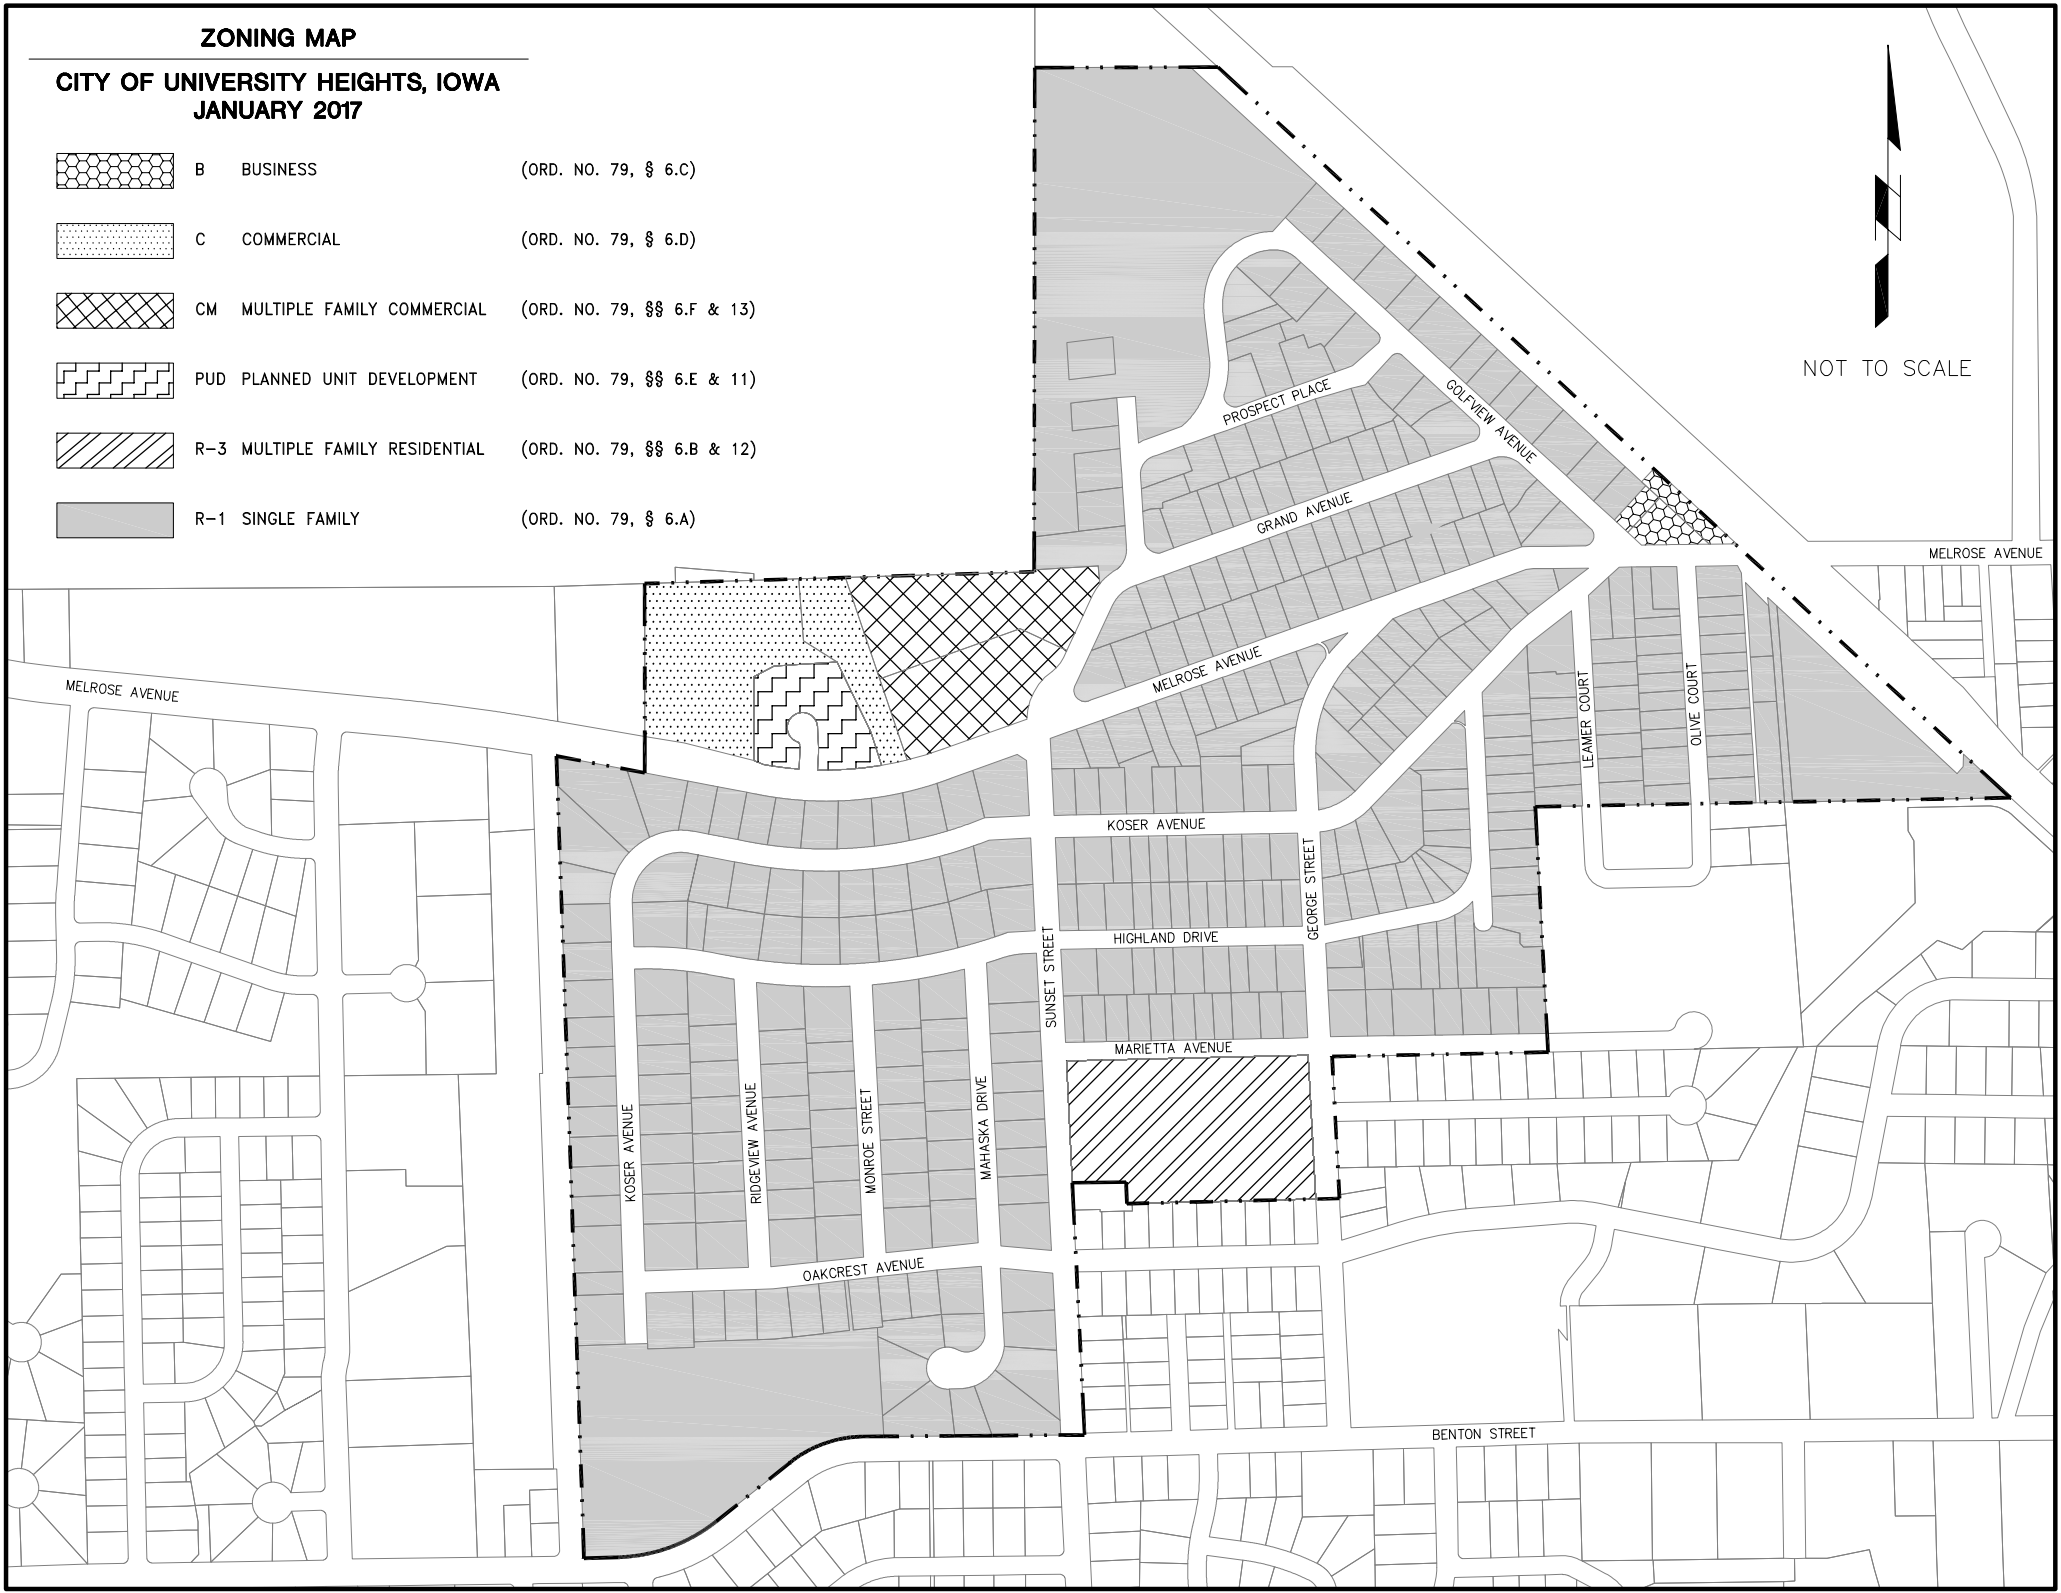 ZONING MAP
CITY OF UNIVERSITY HEIGHTS, IOWA
JANUARY 2017
B BUSINESS (ORD. NO. 79, § 6.C)
C COMMERCIAL (ORD. NO. 79, § 6.D)
CM MULTIPLE FAMILY COMMERCIAL (ORD. NO. 79, §§ 6.F & 13)
PUD PLANNED UNIT DEVELOPMENT (ORD. NO. 79, §§ 6.E & 11)
R-3 MULTIPLE FAMILY RESIDENTIAL (ORD. NO. 79, §§ 6.B & 12)
R-1 SINGLE FAMILY (ORD. NO. 79, § 6.A)
N
NOT TO SCALE
PROSPECT PLACE
GOLFVIEW AVENUE
GRAND AVENUE
MELROSE AVENUE
MELROSE AVENUE
MELROSE AVENUE
LEAMER COURT
OLIVE COURT
KOSER AVENUE
GEORGE STREET
HIGHLAND DRIVE
SUNSET STREET
MARIETTA AVENUE
KOSER AVENUE
RIDGEVIEW AVENUE
MONROE STREET
MAHASKA DRIVE
OAKCREST AVENUE
BENTON STREET